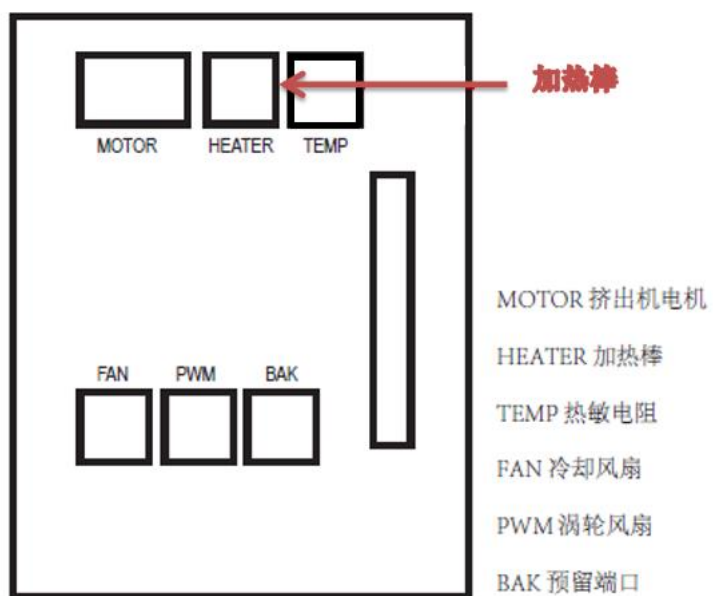 加热棒
MOTOR HEATER TEMP
MOTOR 挤出机电机
HEATER 加热棒
FAN PWM BAK
TEMP 热敏电阻
FAN 冷却风扇
PWM 涡轮风扇
BAK 预留端口